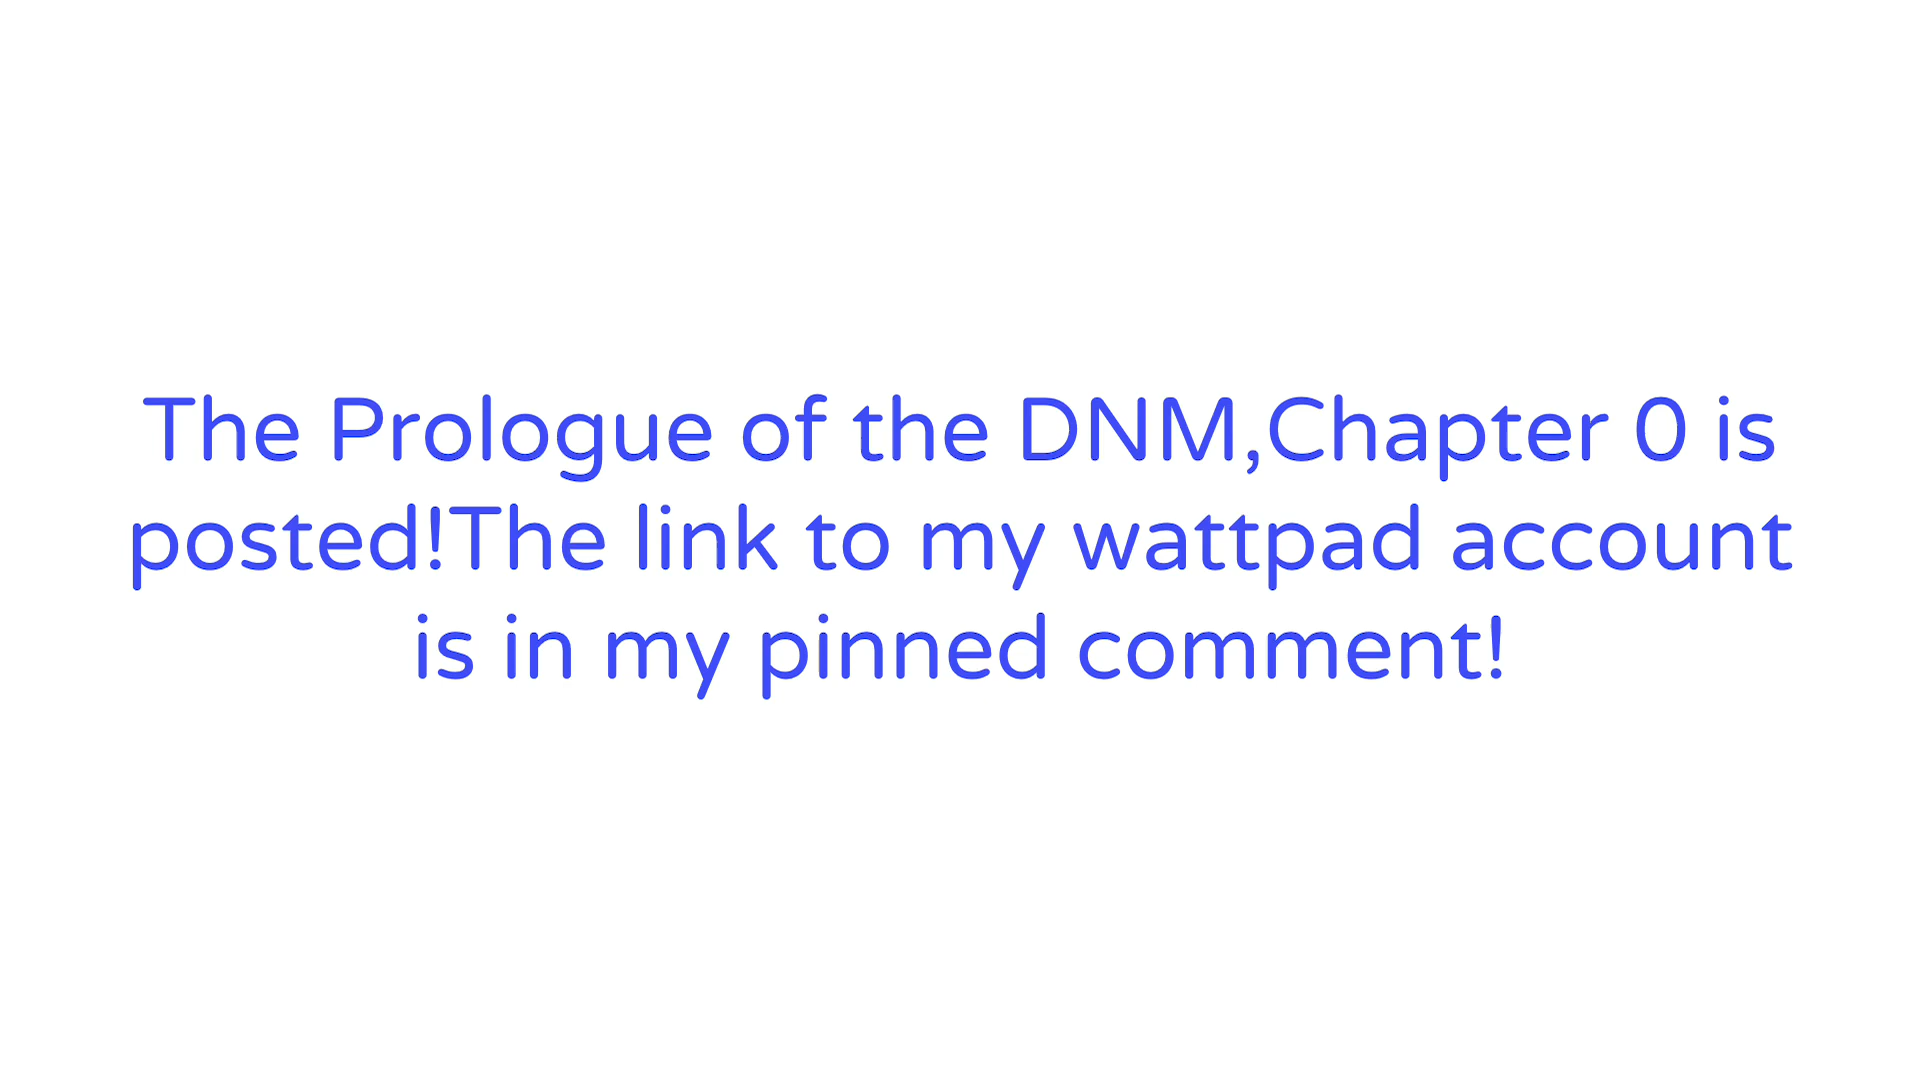 The Prologue of the DNM,Chapter 0 is
posted!The link to my wattpad account
is in my pinned comment!